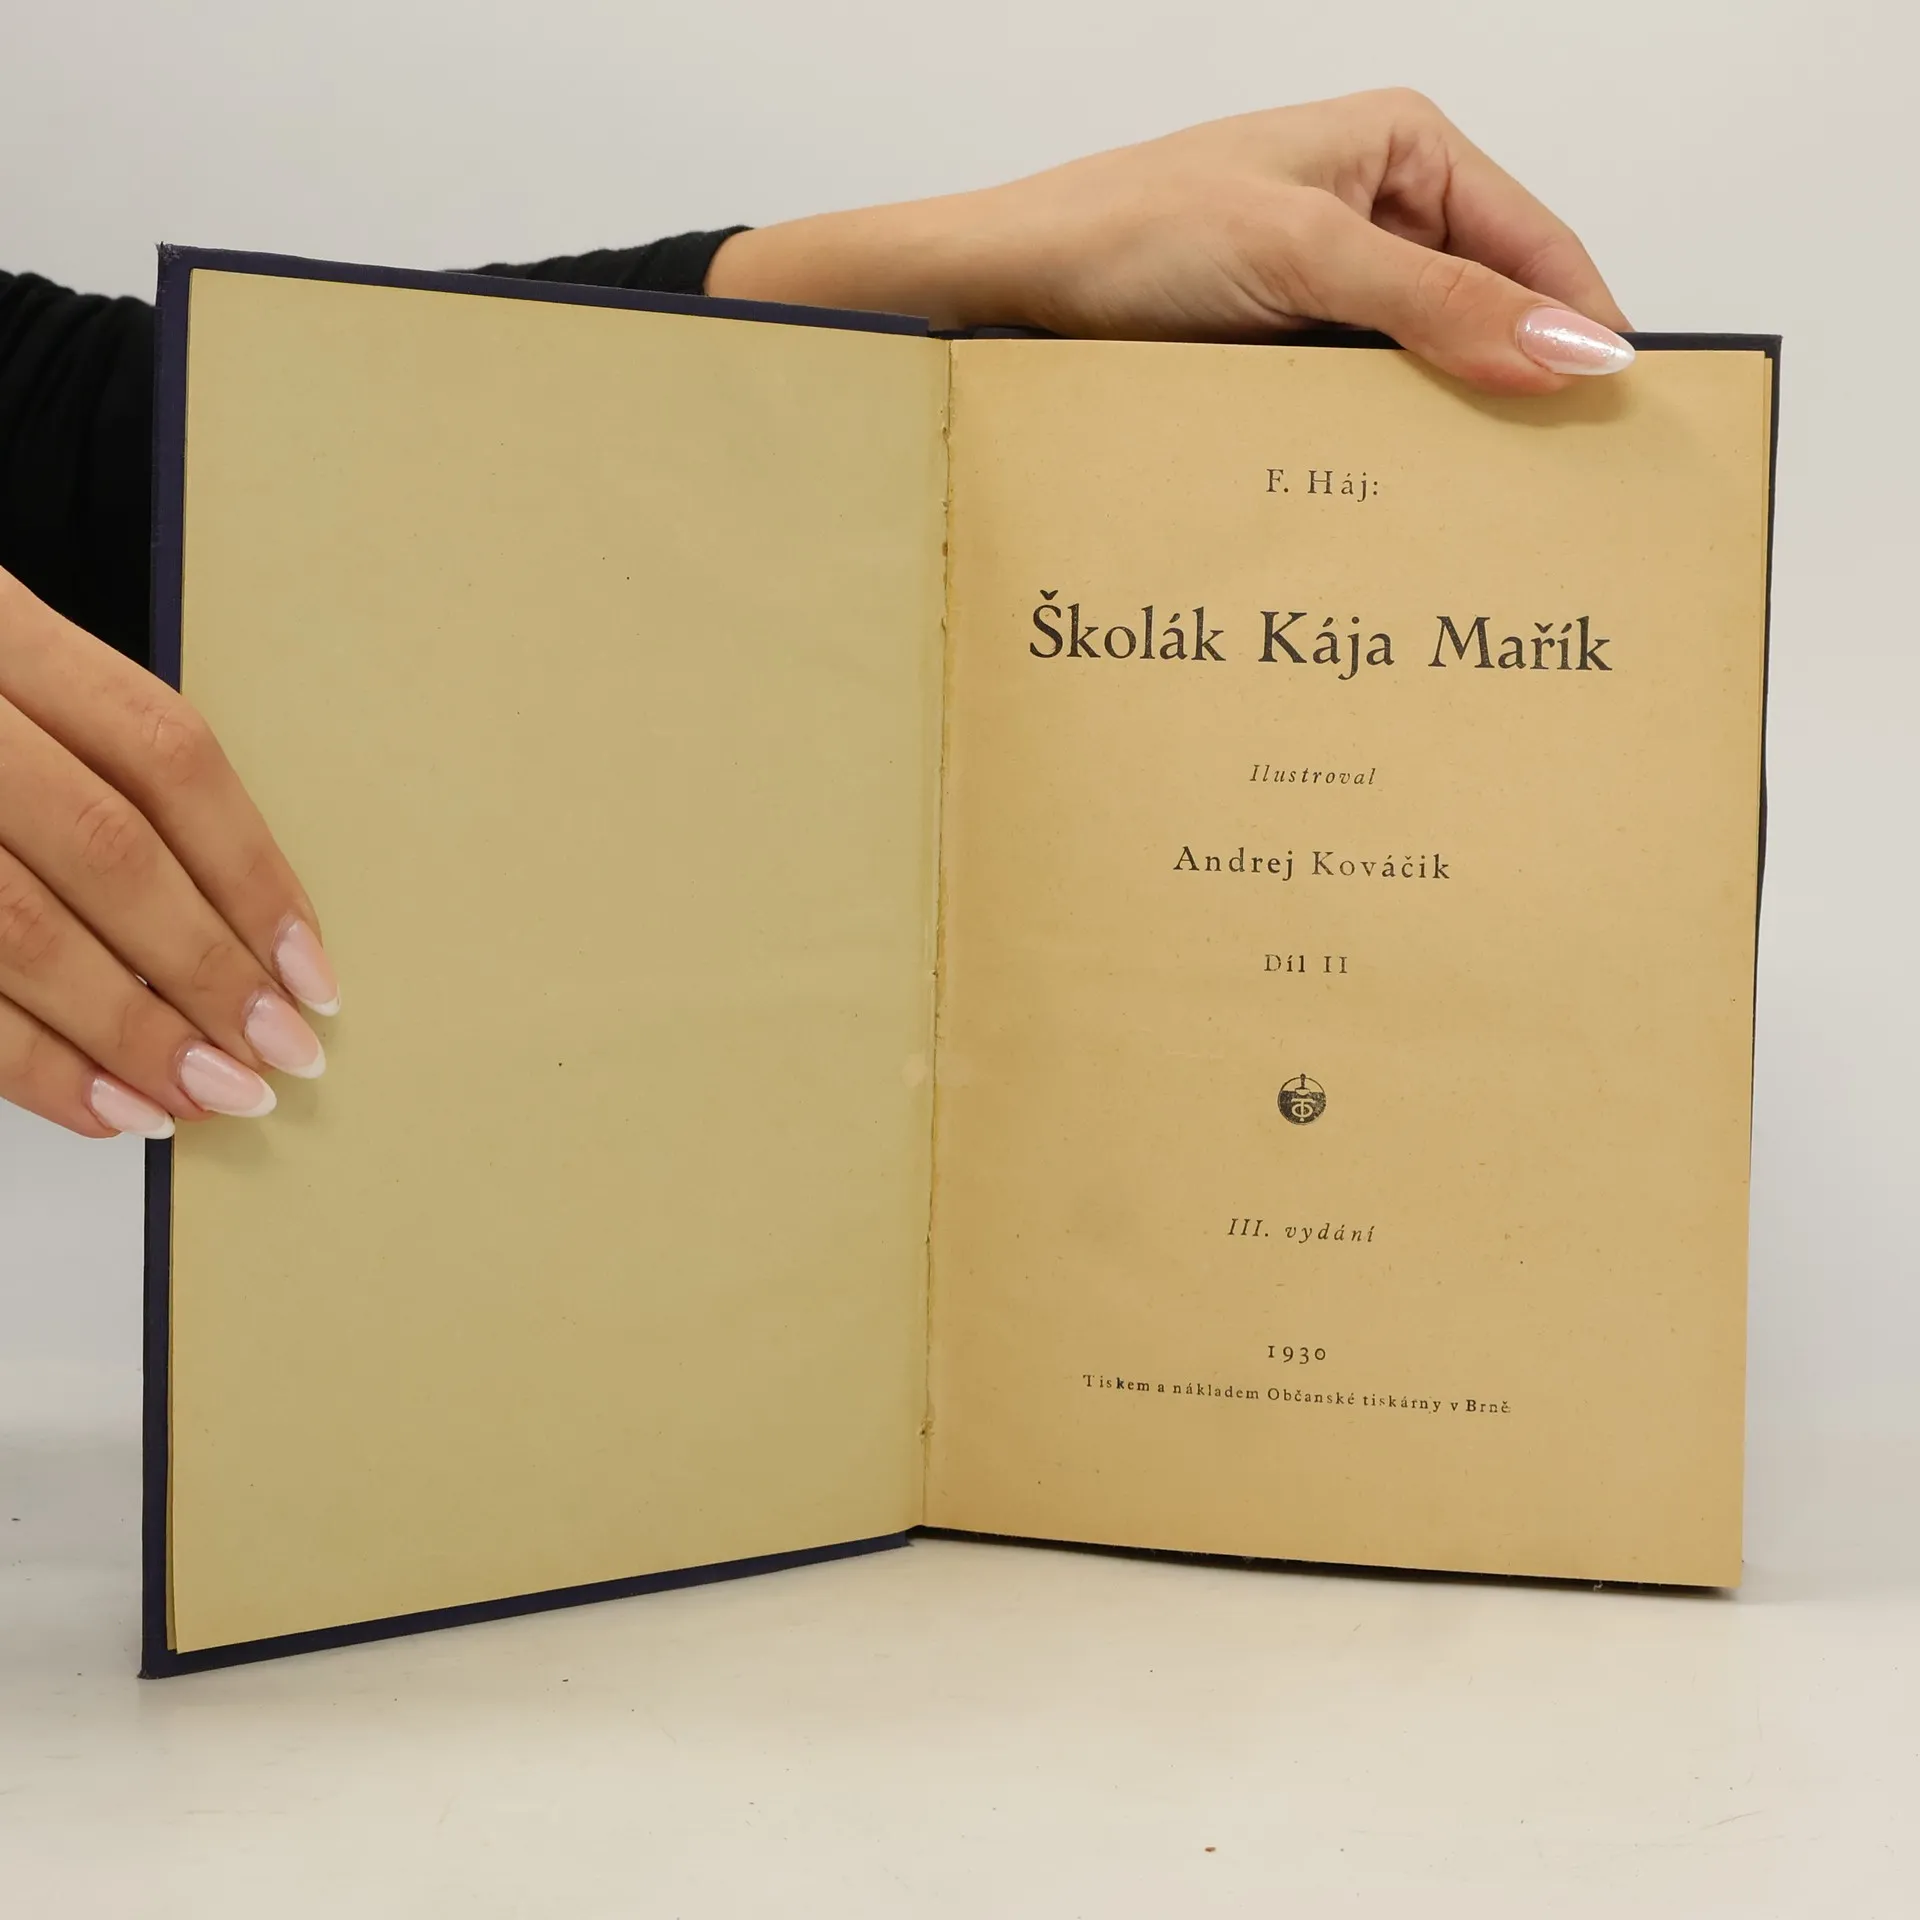 F. Háj:
Školák Kája Mařík
Ilustroval
Andrej Kováčik
Díl II
III. vydání
1930
Tiskem a nákladem Občanské tiskárny v Brně